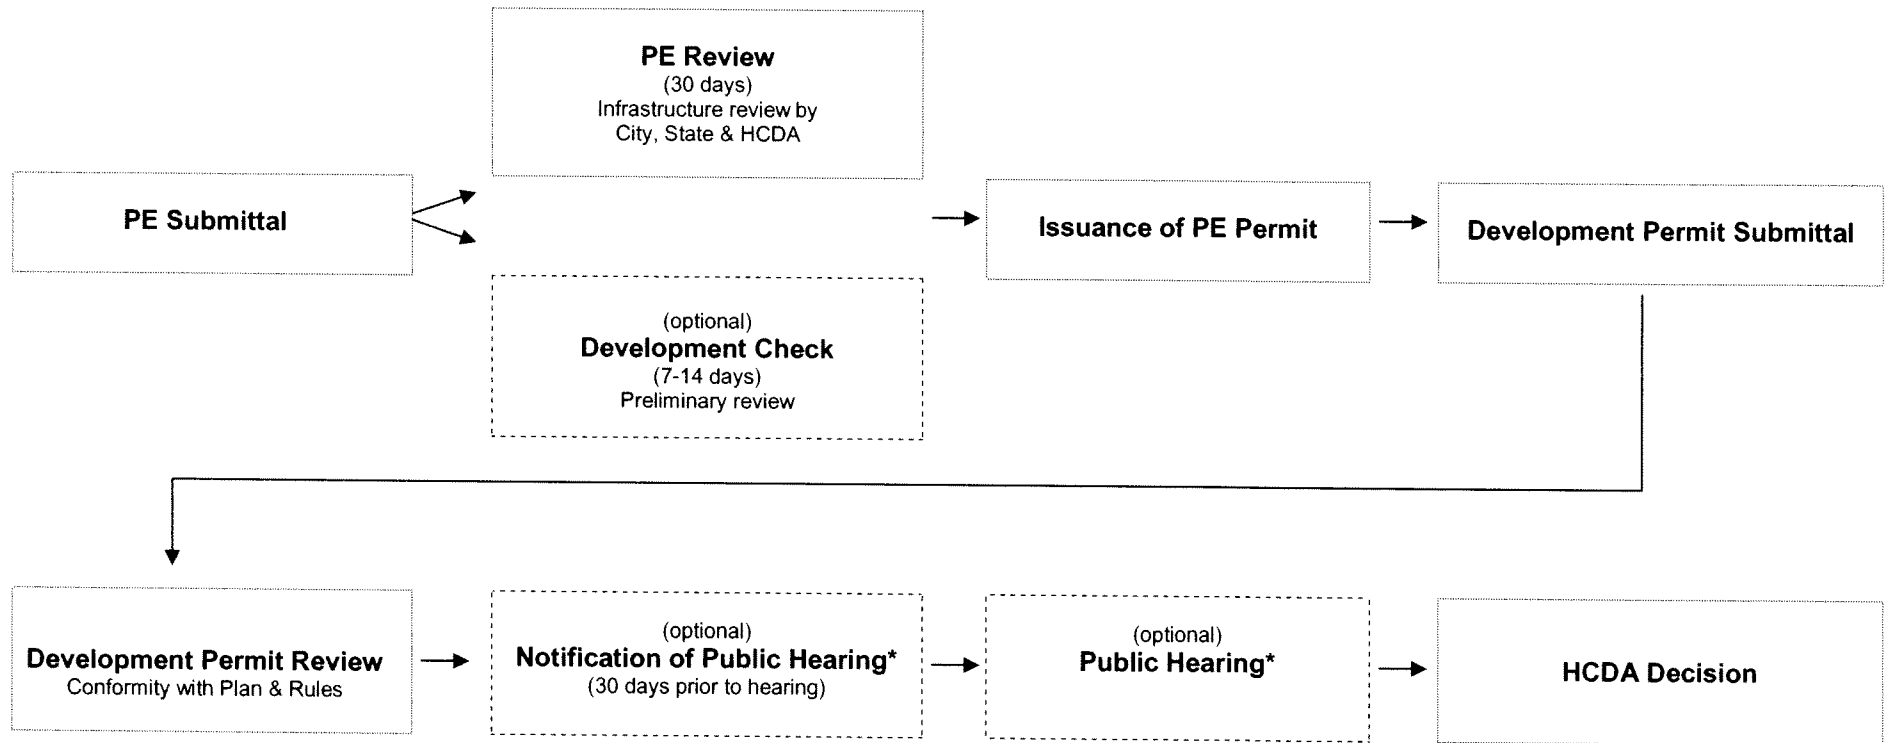 PE Submittal
PE Review
(30 days)
Infrastructure review by
City, State & HCDA
(optional)
Development Check
(7-14 days)
Preliminary review
Issuance of PE Permit
Development Permit Submittal
Development Permit Review
Conformity with Plan & Rules
(optional)
Notification of Public Hearing*
(30 days prior to hearing)
(optional)
Public Hearing*
HCDA Decision